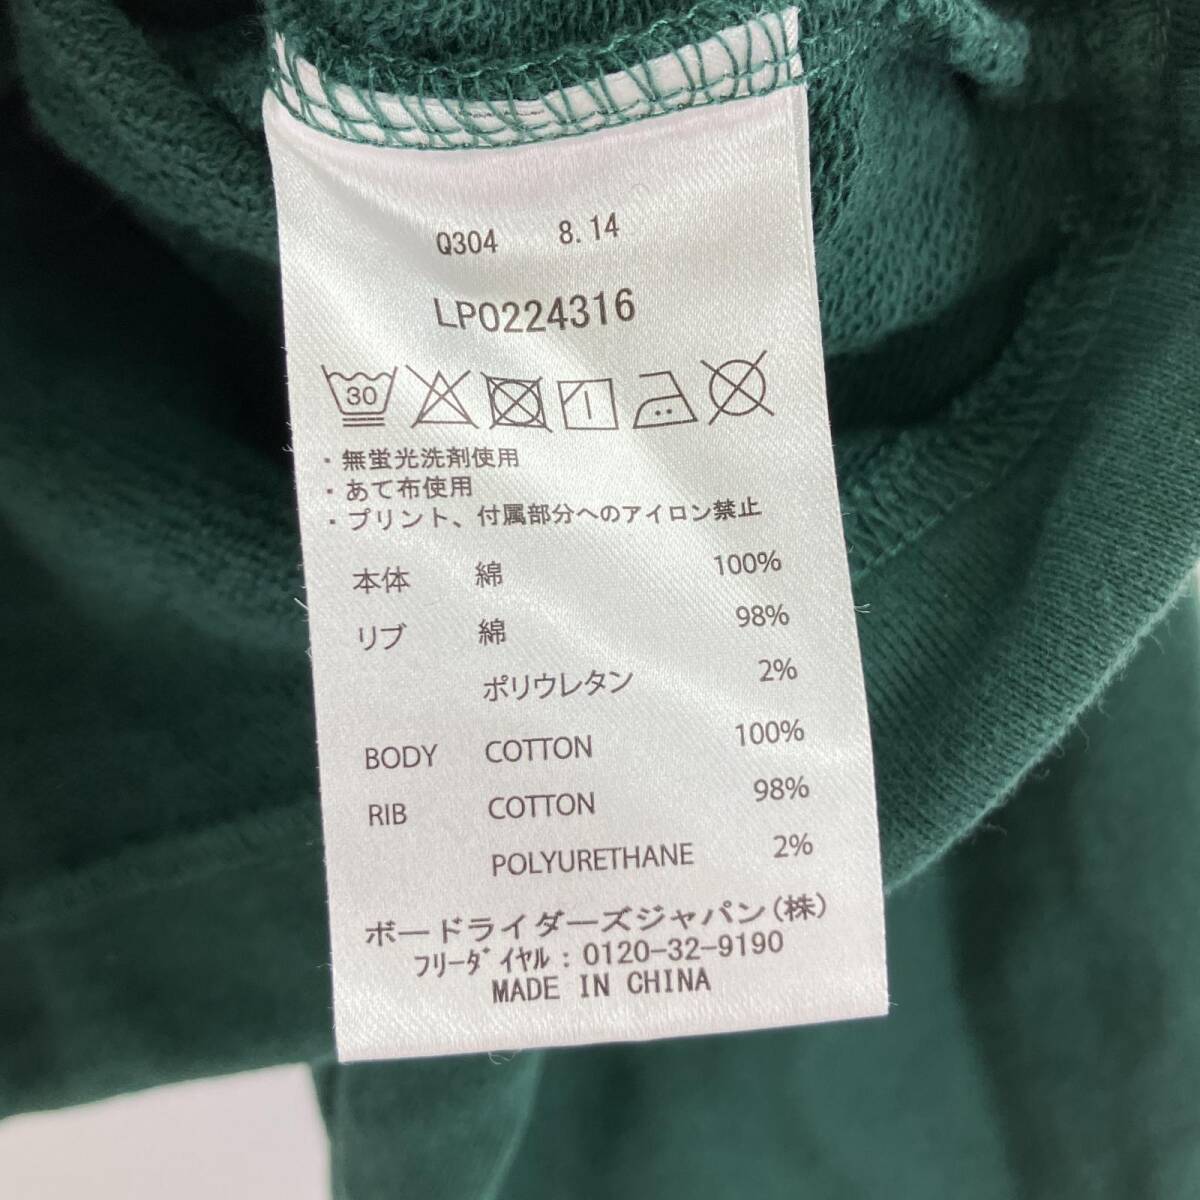 Q304 8.14
LP0224316
30
・無蛍光洗剤使用
・あて布使用
・プリント、付属部分へのアイロン禁止
本体 綿 100%
リブ 綿 98%
ポリウレタン 2%
BODY COTTON 100%
RIB COTTON 98%
POLYURETHANE 2%
ボードライダーズジャパン(株)
フリーダイヤル : 0120-32-9190
MADE IN CHINA